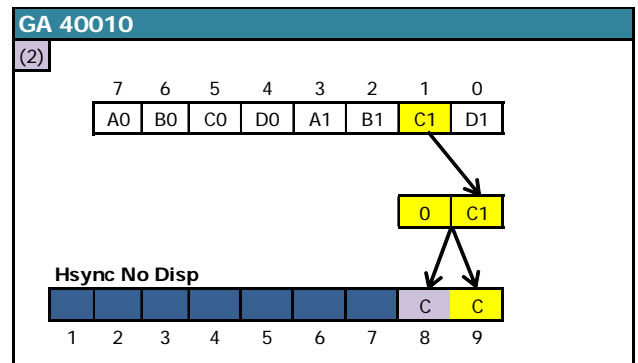 GA 40010
(2)
7 6 5 4 3 2 1 0
A0 B0 C0 D0 A1 B1 C1 D1
0 C1
Hsync No Disp
C C
1 2 3 4 5 6 7 8 9